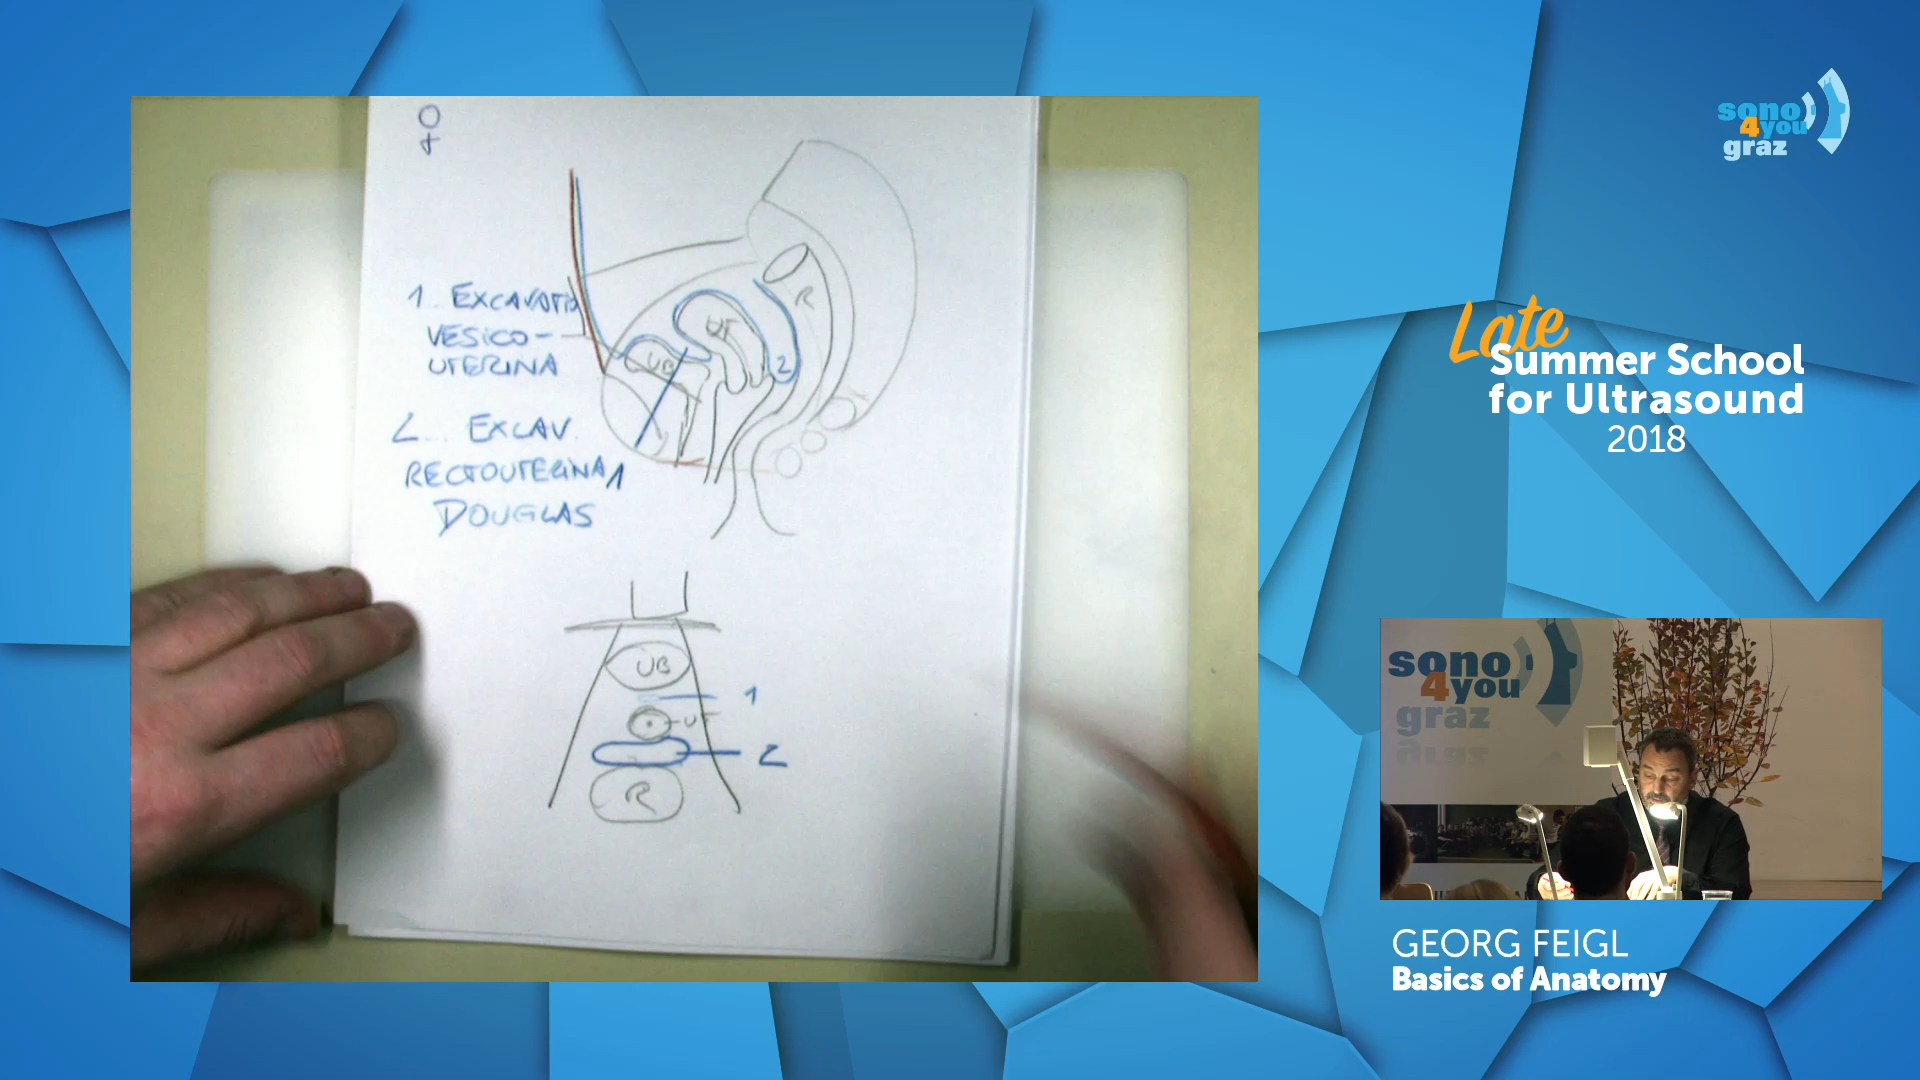 ♀
1. EXCAVATIO
VESICO-
UTERINA
2... EXCAV.
RECTOUTERINA
DOUGLAS
1
UB
UT
R
2
UB
1
UT
2
R
sono
4you
graz
Late
Summer School
for Ultrasound
2018
sono
4you
graz
GEORG FEIGL
Basics of Anatomy